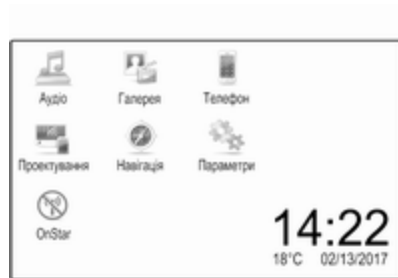 Аудіо Галерея Телефон
Проектування Навігація Параметри
OnStar
14:22
18°C 02/13/2017